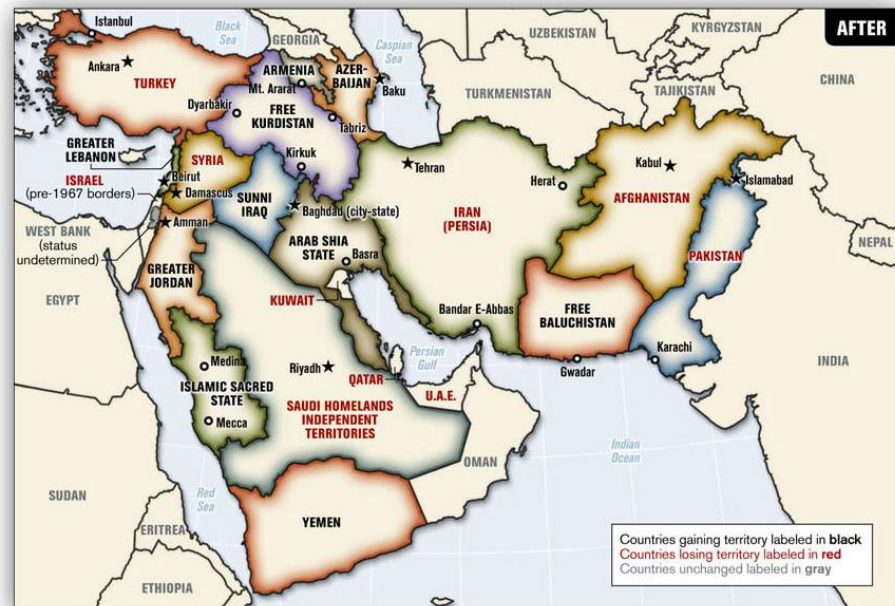 AFTER
Istanbul
Black
Sea
GEORGIA
Caspian
Sea
UZBEKISTAN
KYRGYZSTAN
Ankara
TURKEY
ARMENIA
Mt. Ararat
AZER-
BAIJAN
Baku
TURKMENISTAN
TAJIKISTAN
CHINA
Dyarbakir
FREE
KURDISTAN
Tabriz
GREATER
LEBANON
SYRIA
Kirkuk
Tehran
Herat
Kabul
Islamabad
ISRAEL
(pre-1967 borders)
Beirut
Damascus
SUNNI
IRAQ
Baghdad (city-state)
IRAN
(PERSIA)
AFGHANISTAN
WEST BANK
(status
undetermined)
Amman
ARAB SHIA
STATE
Basra
PAKISTAN
NEPAL
GREATER
JORDAN
EGYPT
KUWAIT
Bandar E-Abbas
FREE
BALUCHISTAN
Karachi
Gwadar
INDIA
Medina
Riyadh
Persian
Gulf
ISLAMIC SACRED
STATE
QATAR
U.A.E.
Mecca
SAUDI HOMELANDS
INDEPENDENT
TERRITORIES
OMAN
Indian
Ocean
SUDAN
Red
Sea
YEMEN
ERITREA
ETHIOPIA
Countries gaining territory labeled in black
Countries losing territory labeled in red
Countries unchanged labeled in gray